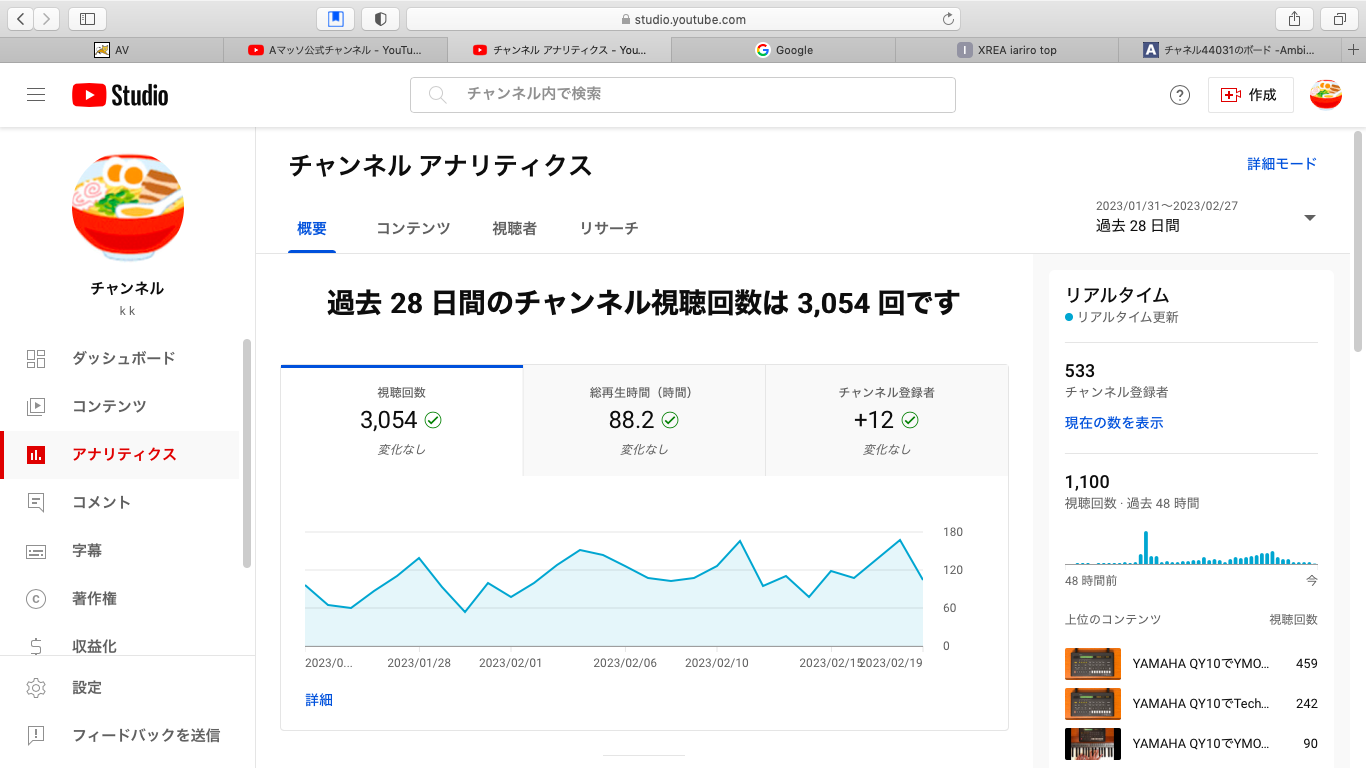 studio.youtube.com
AV
Aマッソ公式チャンネル - YouTu...
チャンネル アナリティクス - You...
Google
XREA iariro top
チャネル44031のボード -Ambi...
Studio
チャンネル内で検索
作成
チャンネル
k k
ダッシュボード
コンテンツ
アナリティクス
コメント
字幕
著作権
収益化
設定
フィードバックを送信
チャンネル アナリティクス
詳細モード
概要
コンテンツ
視聴者
リサーチ
2023/01/31～2023/02/27
過去 28 日間
過去 28 日間のチャンネル視聴回数は 3,054 回です
視聴回数
3,054
変化なし
総再生時間（時間）
88.2
変化なし
チャンネル登録者
+12
変化なし
180
120
60
0
2023/0...
2023/01/28
2023/02/01
2023/02/06
2023/02/10
2023/02/15
2023/02/19
詳細
リアルタイム
リアルタイム更新
533
チャンネル登録者
現在の数を表示
1,100
視聴回数 · 過去 48 時間
48 時間前
今
上位のコンテンツ
視聴回数
YAMAHA QY10でYMO...
459
YAMAHA QY10でTech...
242
YAMAHA QY10でYMO...
90